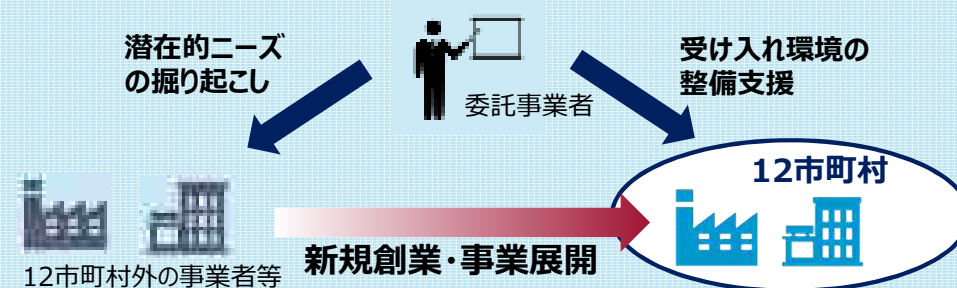 潜在的ニーズ
の掘り起こし
委託事業者
受け入れ環境の
整備支援
12市町村
新規創業・事業展開
12市町村外の事業者等